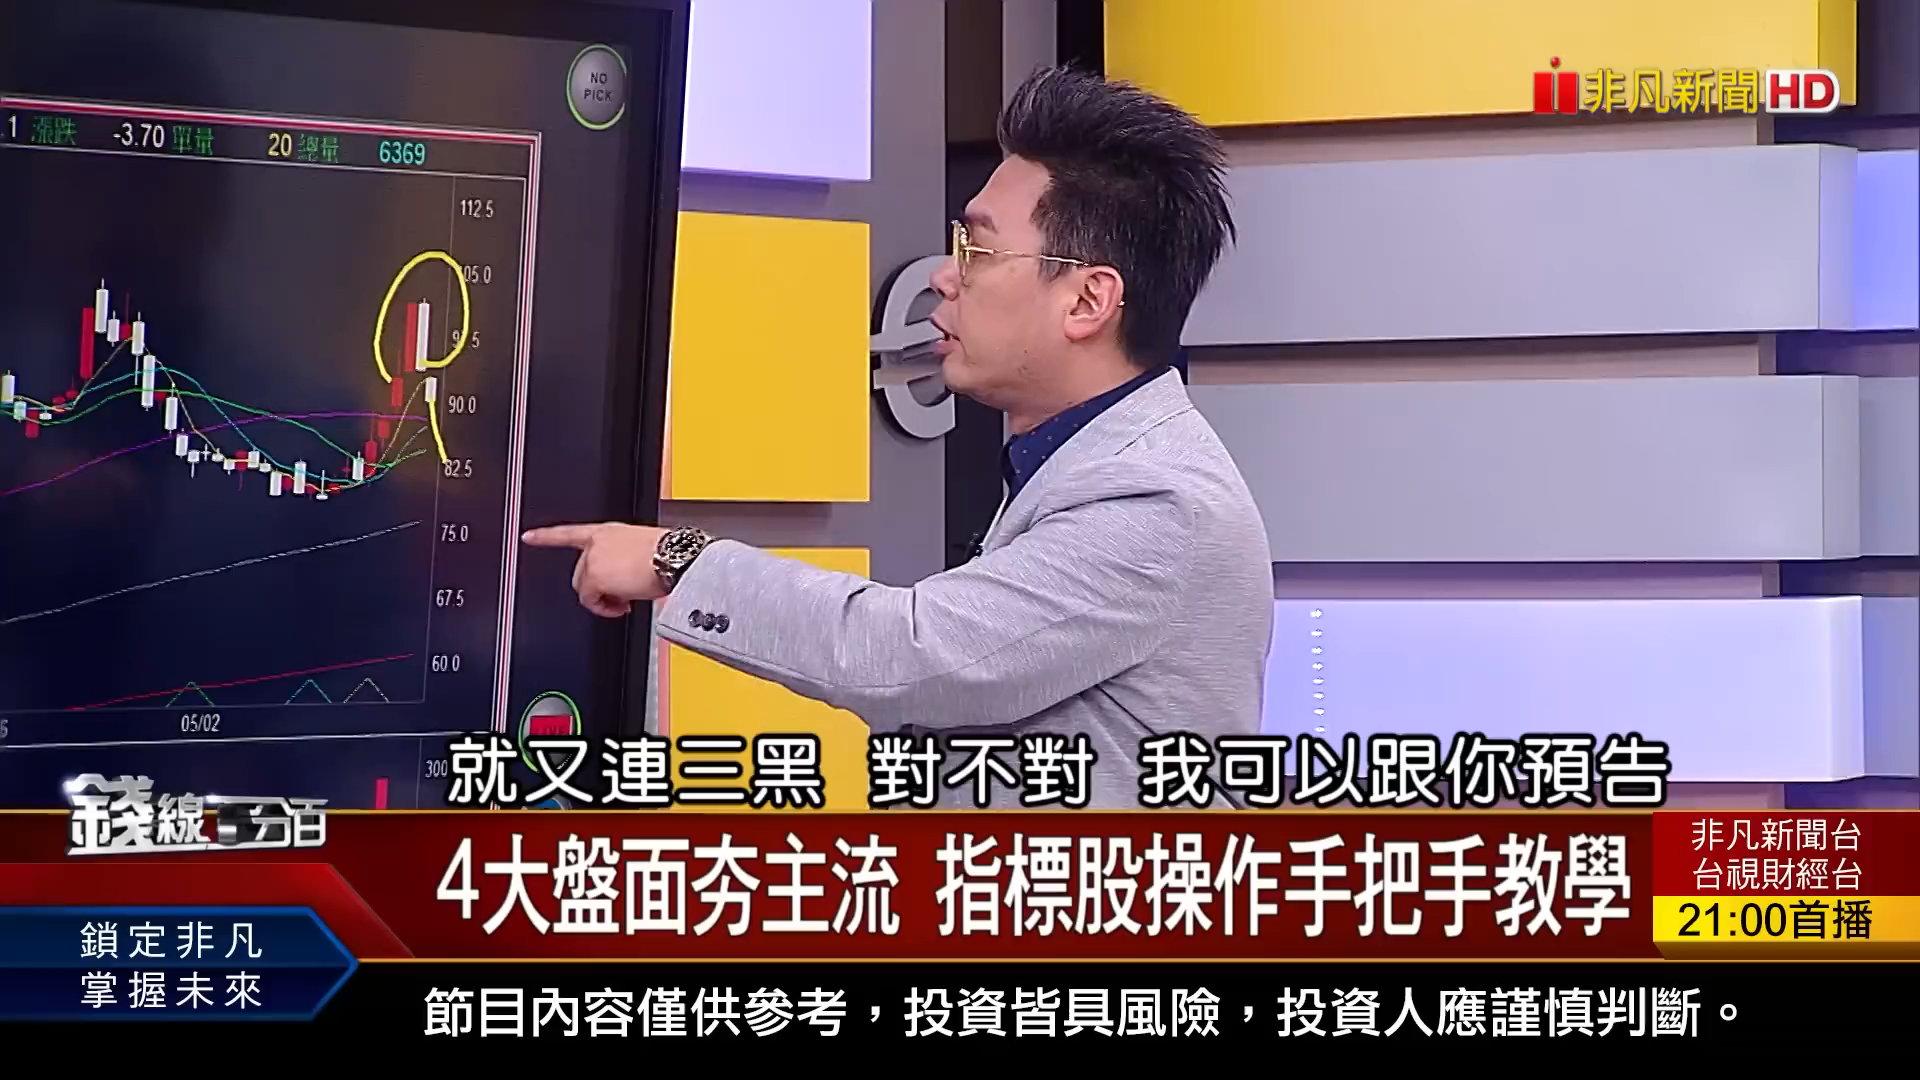 NO
PICK
非凡新聞HD
.1 漲跌 -3.70 單量 20 總量 6369
112.5
105.0
97.5
90.0
82.5
75.0
67.5
60.0
05/02
300
就又連三黑 對不對 我可以跟你預告
錢線百分百
4大盤面夯主流 指標股操作手把手教學
非凡新聞台
台視財經台
21:00首播
鎖定非凡
掌握未來
節目內容僅供參考，投資皆具風險，投資人應謹慎判斷。